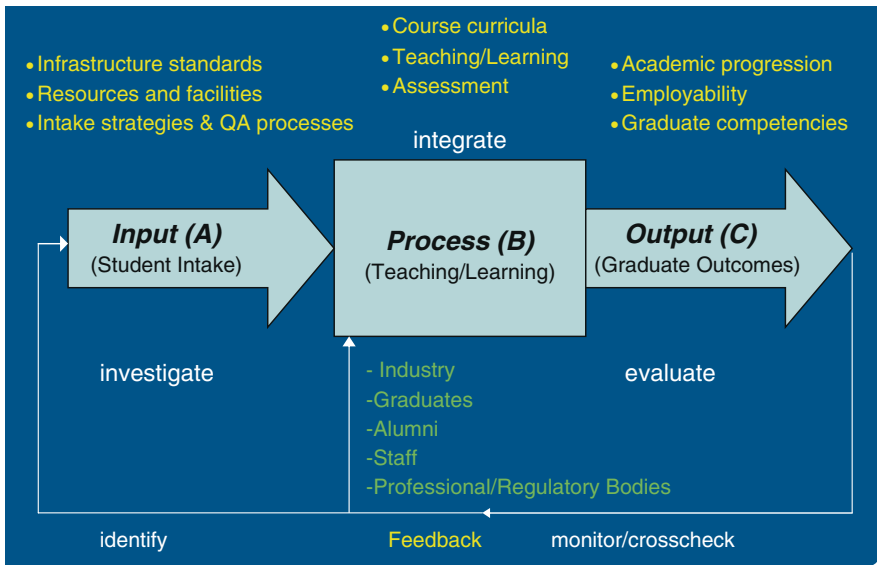 • Course curricula
• Teaching/Learning
• Assessment
• Infrastructure standards
• Resources and facilities
• Intake strategies & QA processes
• Academic progression
• Employability
• Graduate competencies
integrate
Input (A)
(Student Intake)
Process (B)
(Teaching/Learning)
Output (C)
(Graduate Outcomes)
investigate
- Industry
-Graduates
-Alumni
-Staff
-Professional/Regulatory Bodies
evaluate
identify
Feedback
monitor/crosscheck